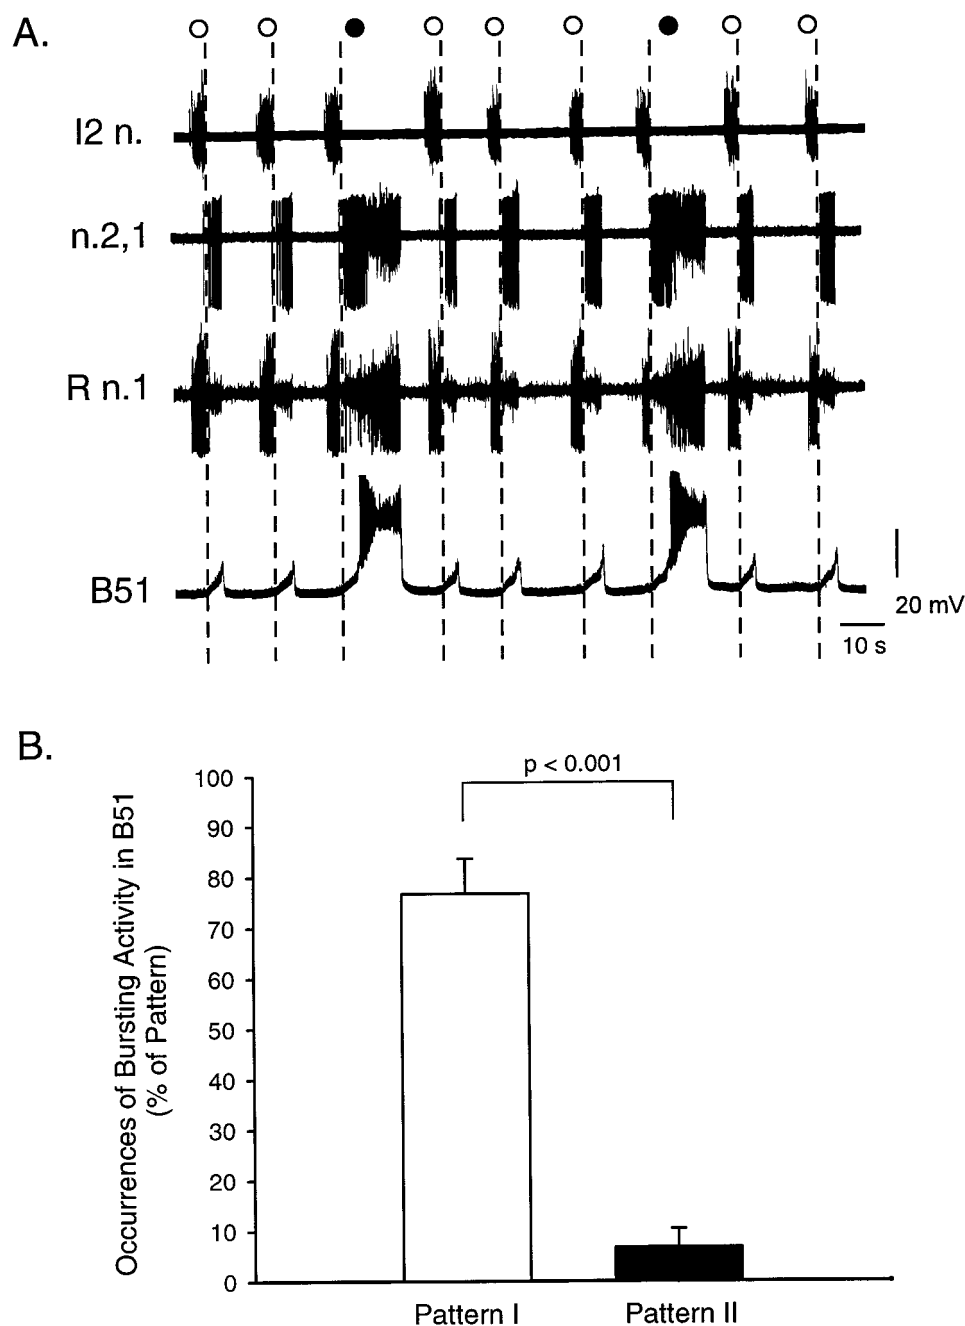 A.
I2 n.
n.2,1
R n.1
B51
20 mV
10 s
B.
p < 0.001
100
90
80
70
60
50
40
30
20
10
0
Occurrences of Bursting Activity in B51
(% of Pattern)
Pattern I
Pattern II